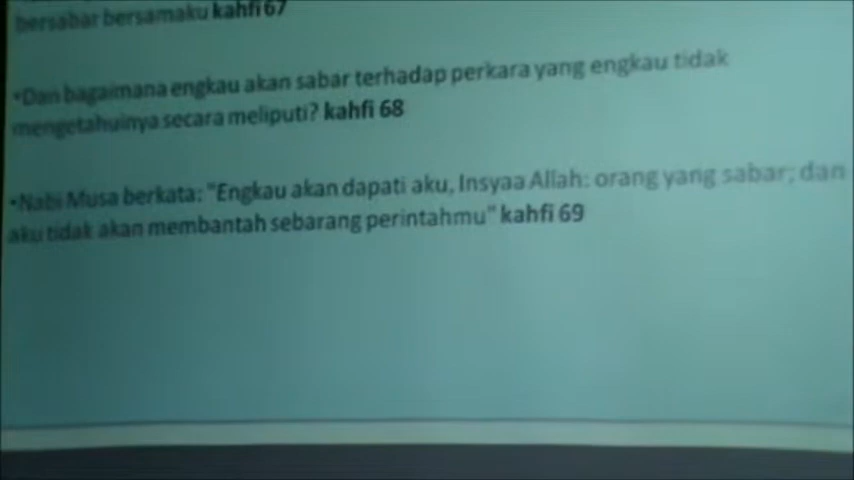 bersabar bersamaku kahfi 67
•Dan bagaimana engkau akan sabar terhadap perkara yang engkau tidak
mengetahuinya secara meliputi? kahfi 68
•Nabi Musa berkata: "Engkau akan dapati aku, Insyaa Allah: orang yang sabar; dan
aku tidak akan membantah sebarang perintahmu" kahfi 69